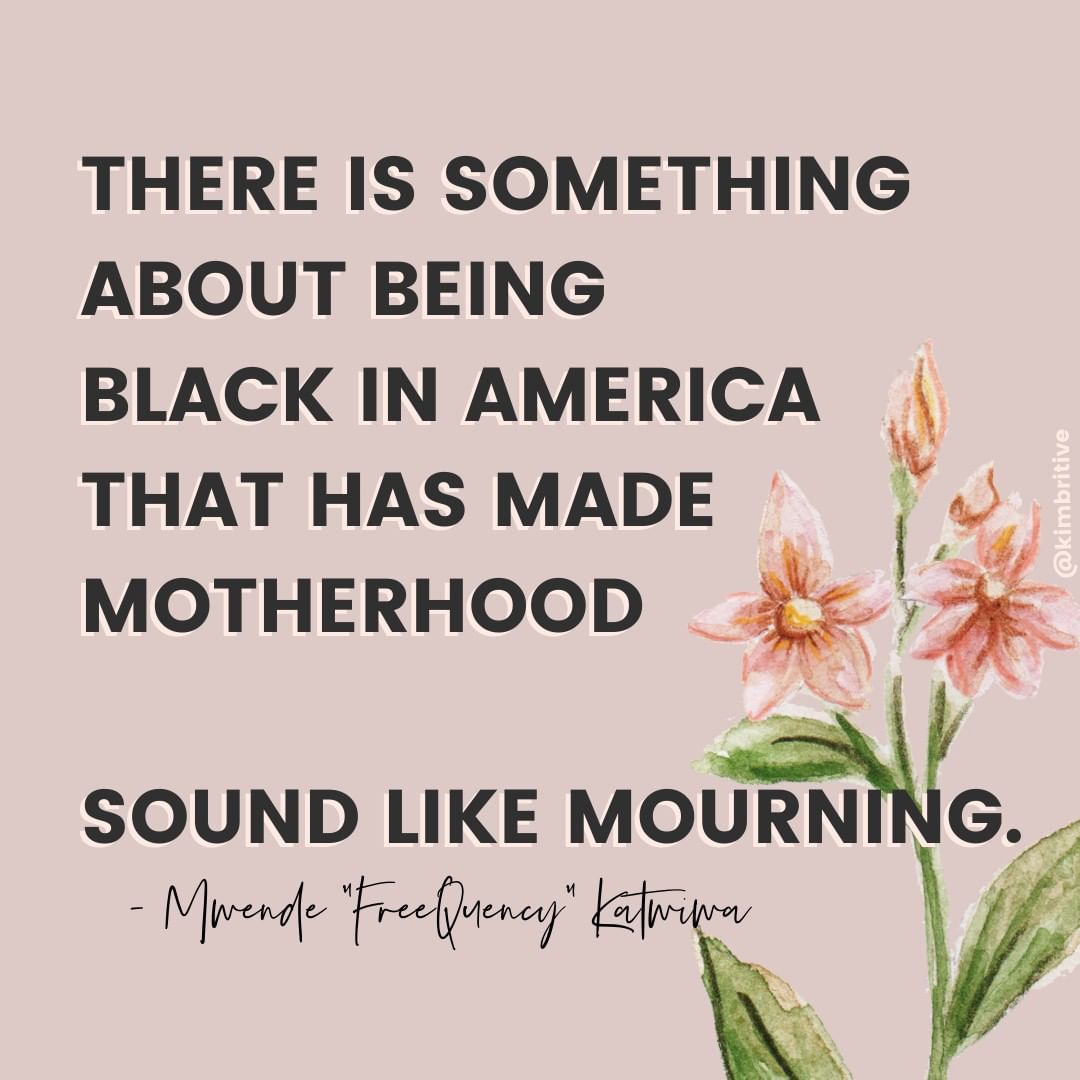 THERE IS SOMETHING
ABOUT BEING
BLACK IN AMERICA
THAT HAS MADE
MOTHERHOOD
SOUND LIKE MOURNING.
- Mwende "FreeQuency" Katwiwa
@kimbritive